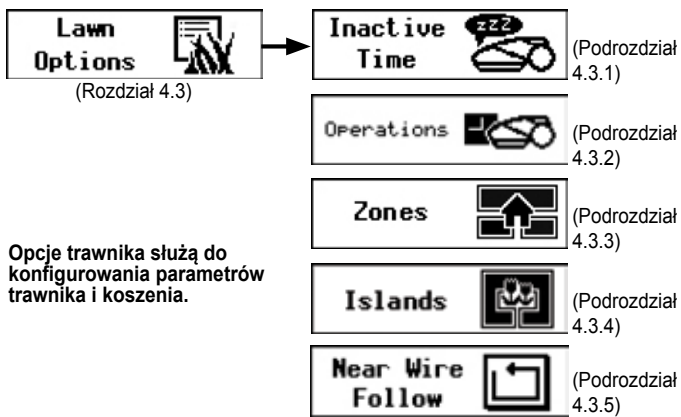 Lawn
Options
(Rozdział 4.3)
Inactive
Time
zzz
(Podrozdział
4.3.1)
Operations
(Podrozdział
4.3.2)
Zones
(Podrozdział
4.3.3)
Opcje trawnika służą do
konfigurowania parametrów
trawnika i koszenia.
Islands
(Podrozdział
4.3.4)
Near Wire
Follow
(Podrozdział
4.3.5)